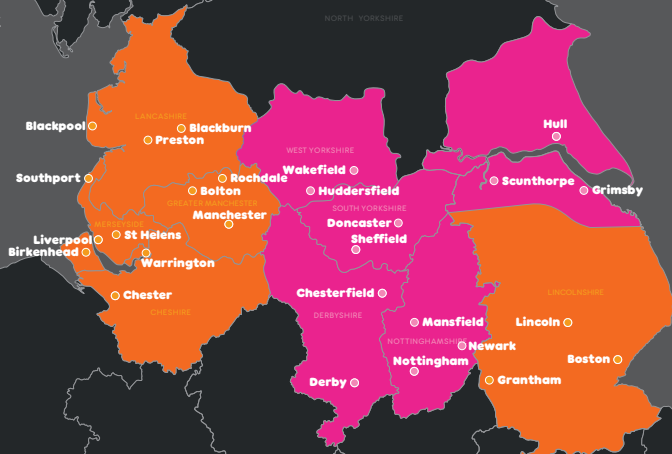 NORTH YORKSHIRE
LANCASHIRE
Blackpool
Blackburn
Preston
Hull
WEST YORKSHIRE
Wakefield
Southport
Rochdale
Bolton
Huddersfield
Scunthorpe
Grimsby
GREATER MANCHESTER
SOUTH YORKSHIRE
Manchester
Doncaster
MERSEYSIDE
St Helens
Liverpool
Sheffield
Birkenhead
Warrington
Chester
Chesterfield
LINCOLNSHIRE
CHESHIRE
DERBYSHIRE
Mansfield
Lincoln
NOTTINGHAMSHIRE
Newark
Nottingham
Boston
Derby
Grantham